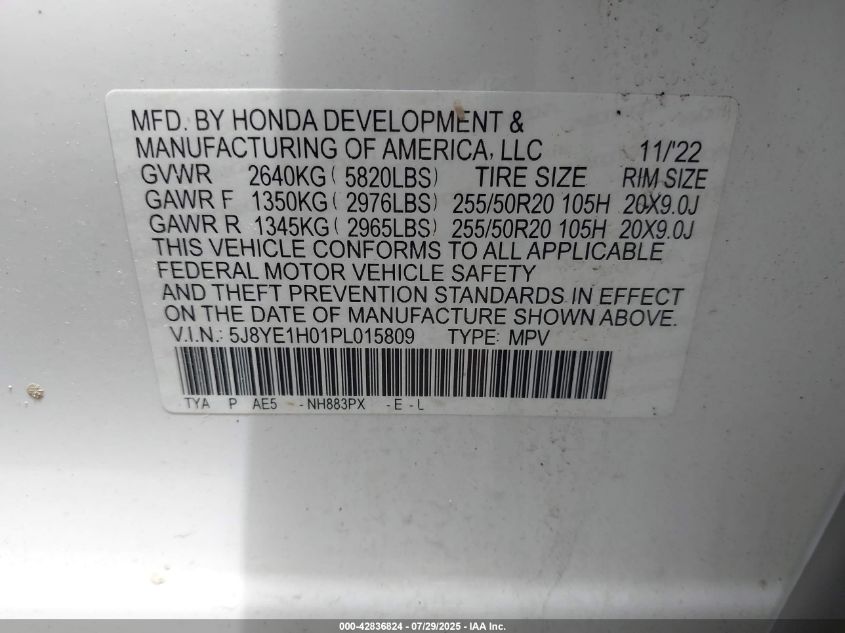 MFD. BY HONDA DEVELOPMENT &
MANUFACTURING OF AMERICA, LLC 11/'22
GVWR 2640KG ( 5820LBS) TIRE SIZE RIM SIZE
GAWR F 1350KG ( 2976LBS) 255/50R20 105H 20X9.0J
GAWR R 1345KG ( 2965LBS) 255/50R20 105H 20X9.0J
THIS VEHICLE CONFORMS TO ALL APPLICABLE
FEDERAL MOTOR VEHICLE SAFETY
AND THEFT PREVENTION STANDARDS IN EFFECT
ON THE DATE OF MANUFACTURE SHOWN ABOVE.
V.I.N.: 5J8YE1H01PL015809 TYPE: MPV
TYA P AE5 - NH883PX - E - L
000-42836824 - 07/29/2025 - IAA Inc.